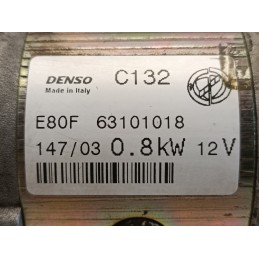 DENSO C132
Made in Italy
E80F 63101018
147/03 0.8kW 12V